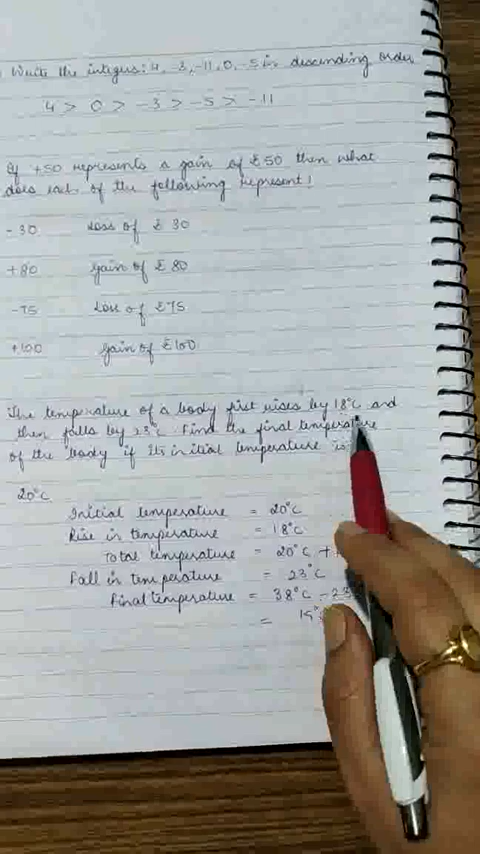 Write the integers: 4, -3, -11, 0, -5 in descending order
4 > 0 > -3 > -5 > -11
If +50 represents a gain of ₹50 then what
does each of the following represent!
-30 Loss of ₹ 30
+80 gain of ₹ 80
-75 Loss of ₹75
+100 gain of ₹100
The temperature of a body first rises by 18°C and
then falls by 23°C. Find the final temperature
of the body if its initial temperature is
20°C
Initial temperature = 20°C
Rise in temperature = 18°C
Total temperature = 20°C +
Fall in temperature = 23°C
Final temperature = 38°C - 23
= 15°